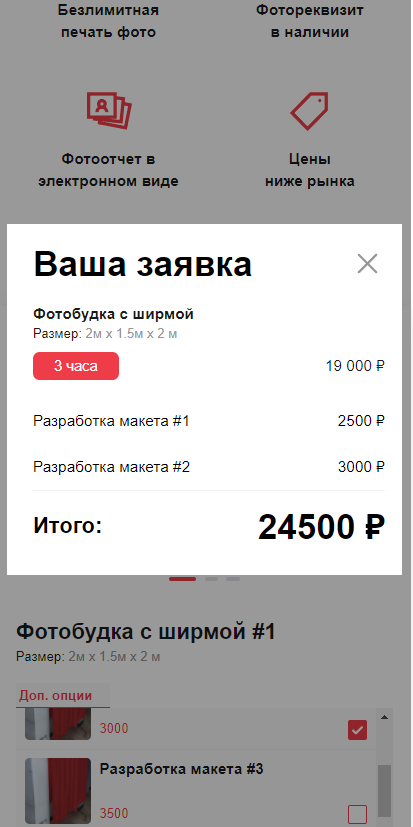 Безлимитная
печать фото
Фотореквизит
в наличии
Фотоотчет в
электронном виде
Цены
ниже рынка
Ваша заявка
Фотобудка с ширмой
Размер: 2м х 1.5м х 2 м
3 часа
19 000 ₽
Разработка макета #1
2500 ₽
Разработка макета #2
3000 ₽
Итого:
24500 ₽
Фотобудка с ширмой #1
Размер: 2м х 1.5м х 2 м
Доп. опции
3000
Разработка макета #3
3500